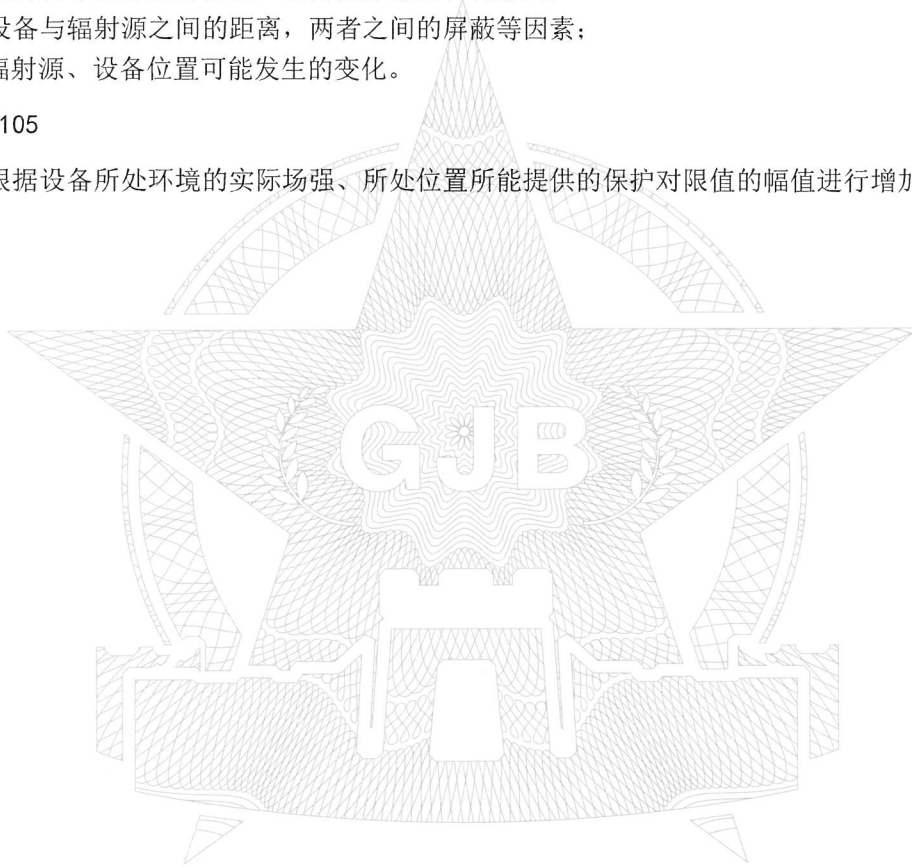 设备与辐射源之间的距离，两者之间的屏蔽等因素；
辐射源、设备位置可能发生的变化。
105
根据设备所处环境的实际场强、所处位置所能提供的保护对限值的幅值进行增加
GJB